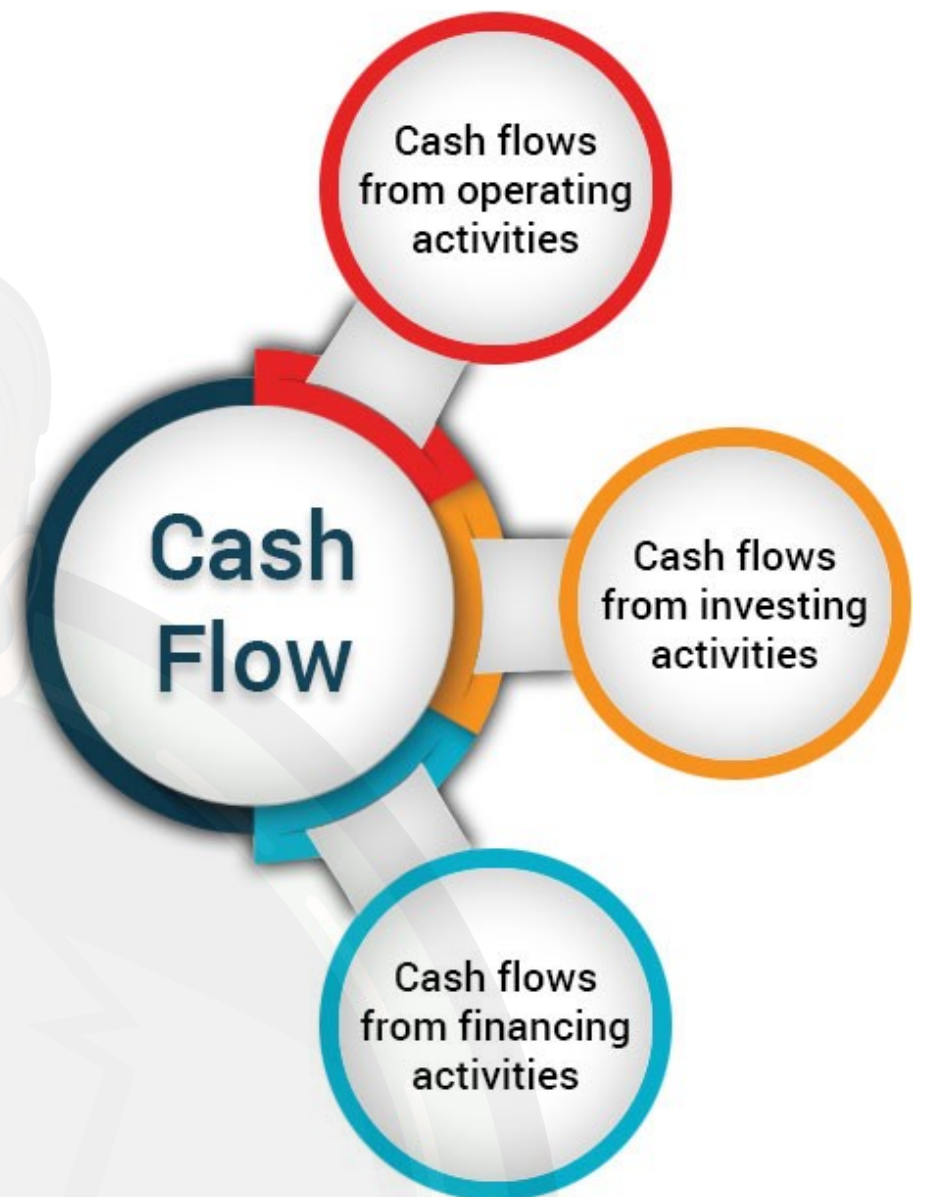 Cash flows
from operating
activities
Cash
Flow
Cash flows
from investing
activities
Cash flows
from financing
activities